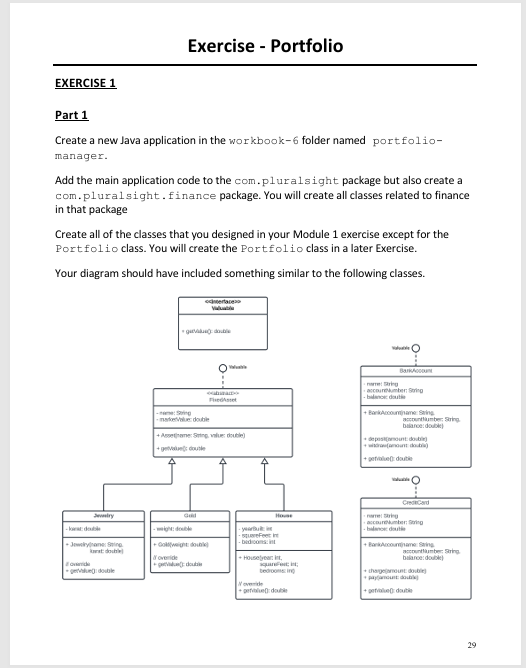 Exercise - Portfolio
EXERCISE 1
Part 1
Create a new Java application in the workbook-6 folder named portfolio-
manager.
Add the main application code to the com.pluralsight package but also create a
com.pluralsight.finance package. You will create all classes related to finance
in that package
Create all of the classes that you designed in your Module 1 exercise except for the
Portfolio class. You will create the Portfolio class in a later Exercise.
Your diagram should have included something similar to the following classes.
<<Interface>>
Valuable
+ getValue(): double
Valuable
<<abstract>>
FixedAsset
- name: String
- marketValue: double
+ Asset(name: String, value: double)
+ getValue(): double
Valuable
BankAccount
- name: String
- accountNumber: String
- balance: double
+ BankAccount(name: String,
accountNumber: String,
balance: double)
+ deposit(amount: double)
+ witdraw(amount: double)
+ getValue(): double
Jewelry
- karat: double
+ Jewelry(name: String,
karat: double)
// override
+ getValue(): double
Gold
- weight: double
+ Gold(weight: double)
// override
+ getValue(): double
House
- yearBuilt: int
- squareFeet: int
- bedrooms: int
+ House(year: int,
squareFeet: int;
bedrooms: int)
// override
+ getValue(): double
Valuable
CreditCard
- name: String
- accountNumber: String
- balance: double
+ BankAccount(name: String,
accountNumber: String,
balance: double)
+ charge(amount: double)
+ pay(amount: double)
+ getValue(): double
29